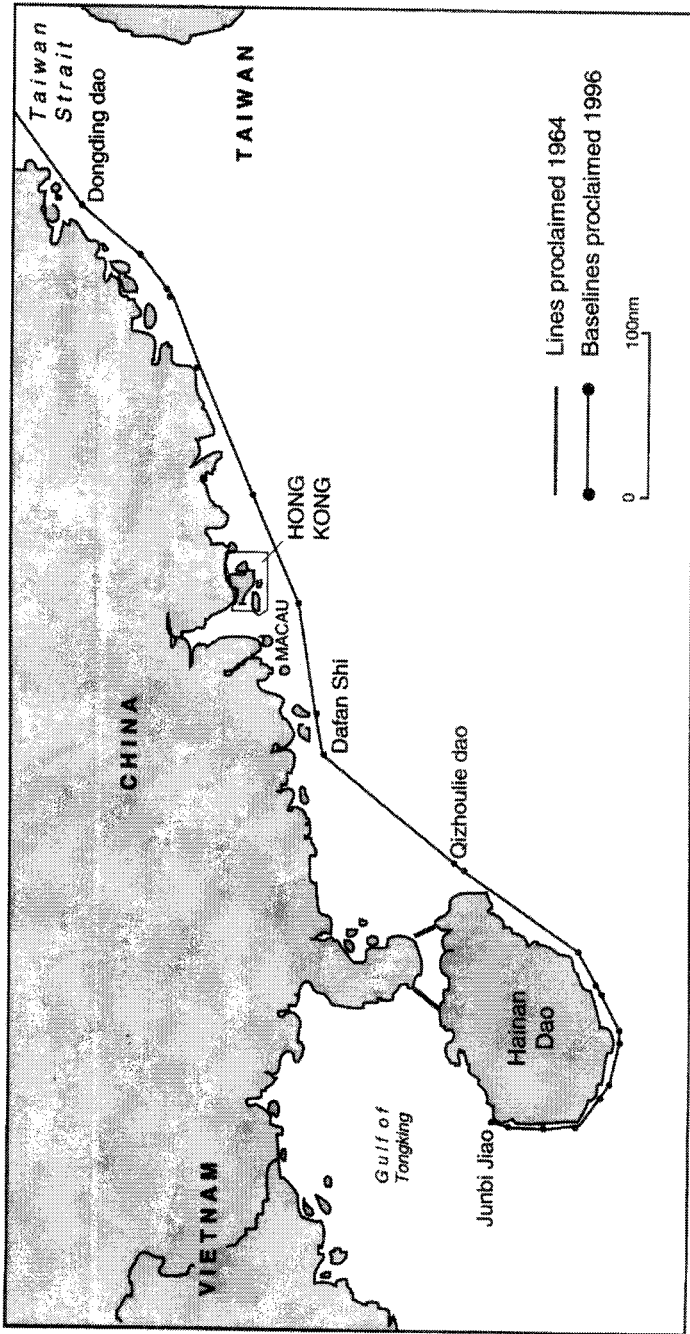 Taiwan
Strait
Dongding dao
TAIWAN
CHINA
HONG
KONG
MACAU
Dafan Shi
Qizhoulie dao
VIETNAM
Gulf of
Tongking
Hainan
Dao
Junbi Jiao
Lines proclaimed 1964
Baselines proclaimed 1996
0 100nm